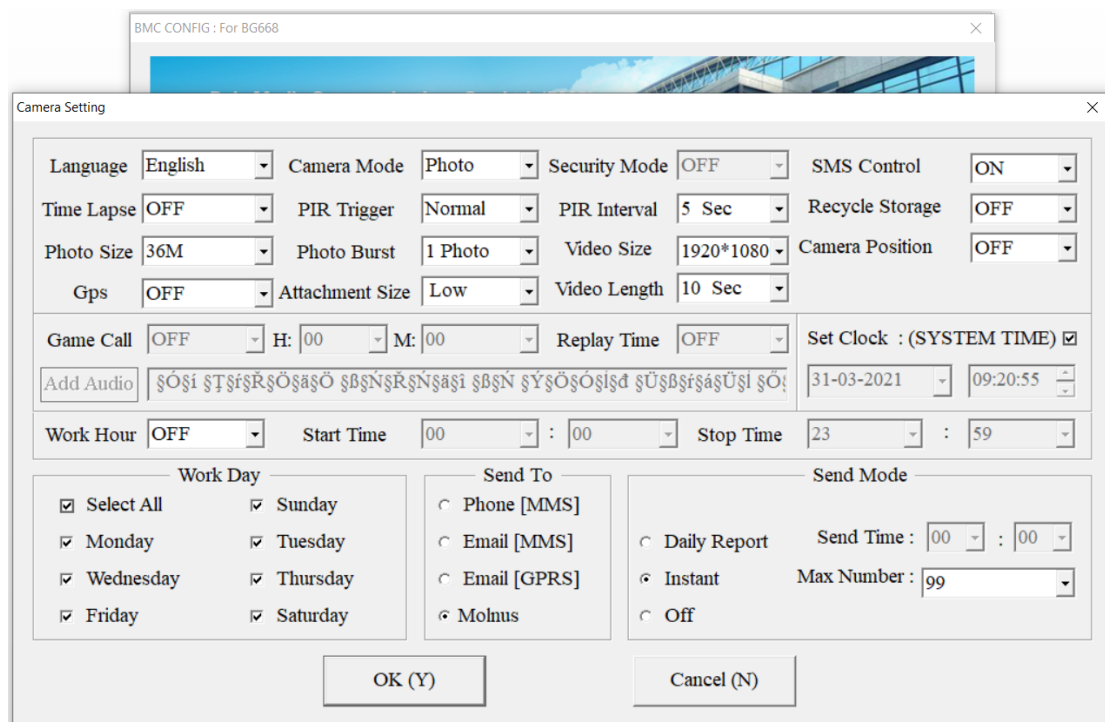 BMC CONFIG : For BG668
Camera Setting
Language English Camera Mode Photo Security Mode OFF SMS Control ON
Time Lapse OFF PIR Trigger Normal PIR Interval 5 Sec Recycle Storage OFF
Photo Size 36M Photo Burst 1 Photo Video Size 1920*1080 Camera Position OFF
Gps OFF Attachment Size Low Video Length 10 Sec
Game Call OFF H: 00 M: 00 Replay Time OFF Set Clock : (SYSTEM TIME)
Add Audio 31-03-2021 09:20:55
Work Hour OFF Start Time 00 : 00 Stop Time 23 : 59
Work Day
Select All Sunday
Monday Tuesday
Wednesday Thursday
Friday Saturday
Send To
Phone [MMS]
Email [MMS]
Email [GPRS]
Molnus
Send Mode
Daily Report Send Time : 00 : 00
Instant Max Number : 99
Off
OK (Y) Cancel (N)